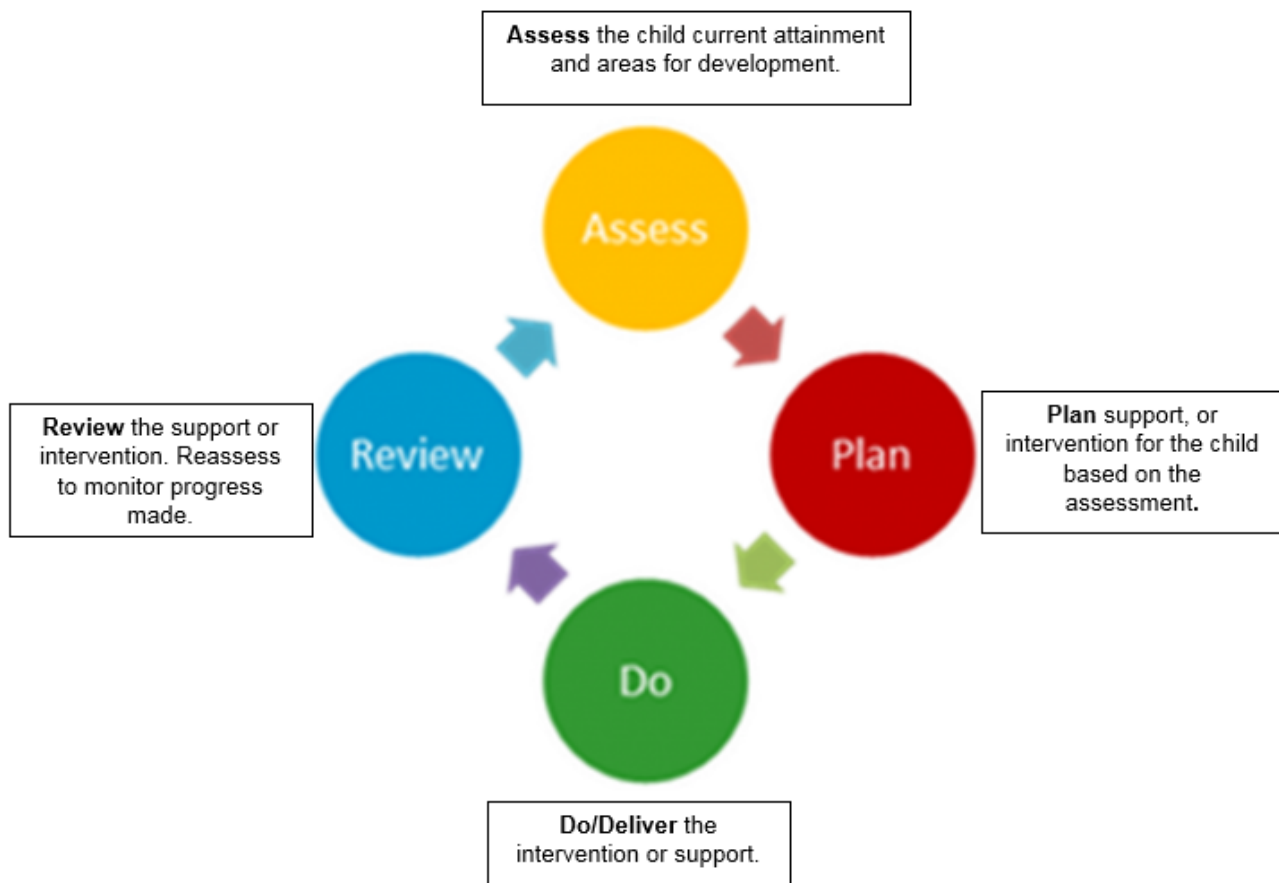 Assess the child current attainment
and areas for development.
Assess
Plan
Plan support, or
intervention for the child
based on the
assessment.
Do
Do/Deliver the
intervention or support.
Review
Review the support or
intervention. Reassess
to monitor progress
made.